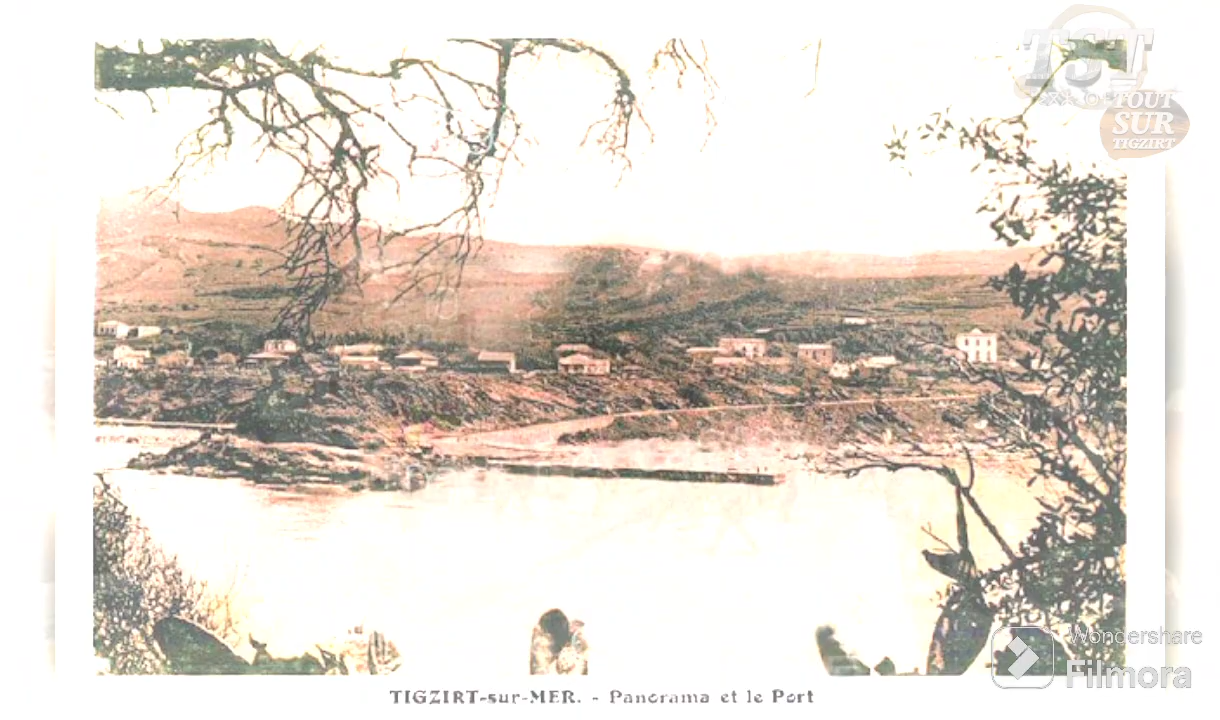 TST
TOUT
SUR
TIGZIRT
Wondershare
Filmora
TIGZIRT-sur-MER. - Panorama et le Port